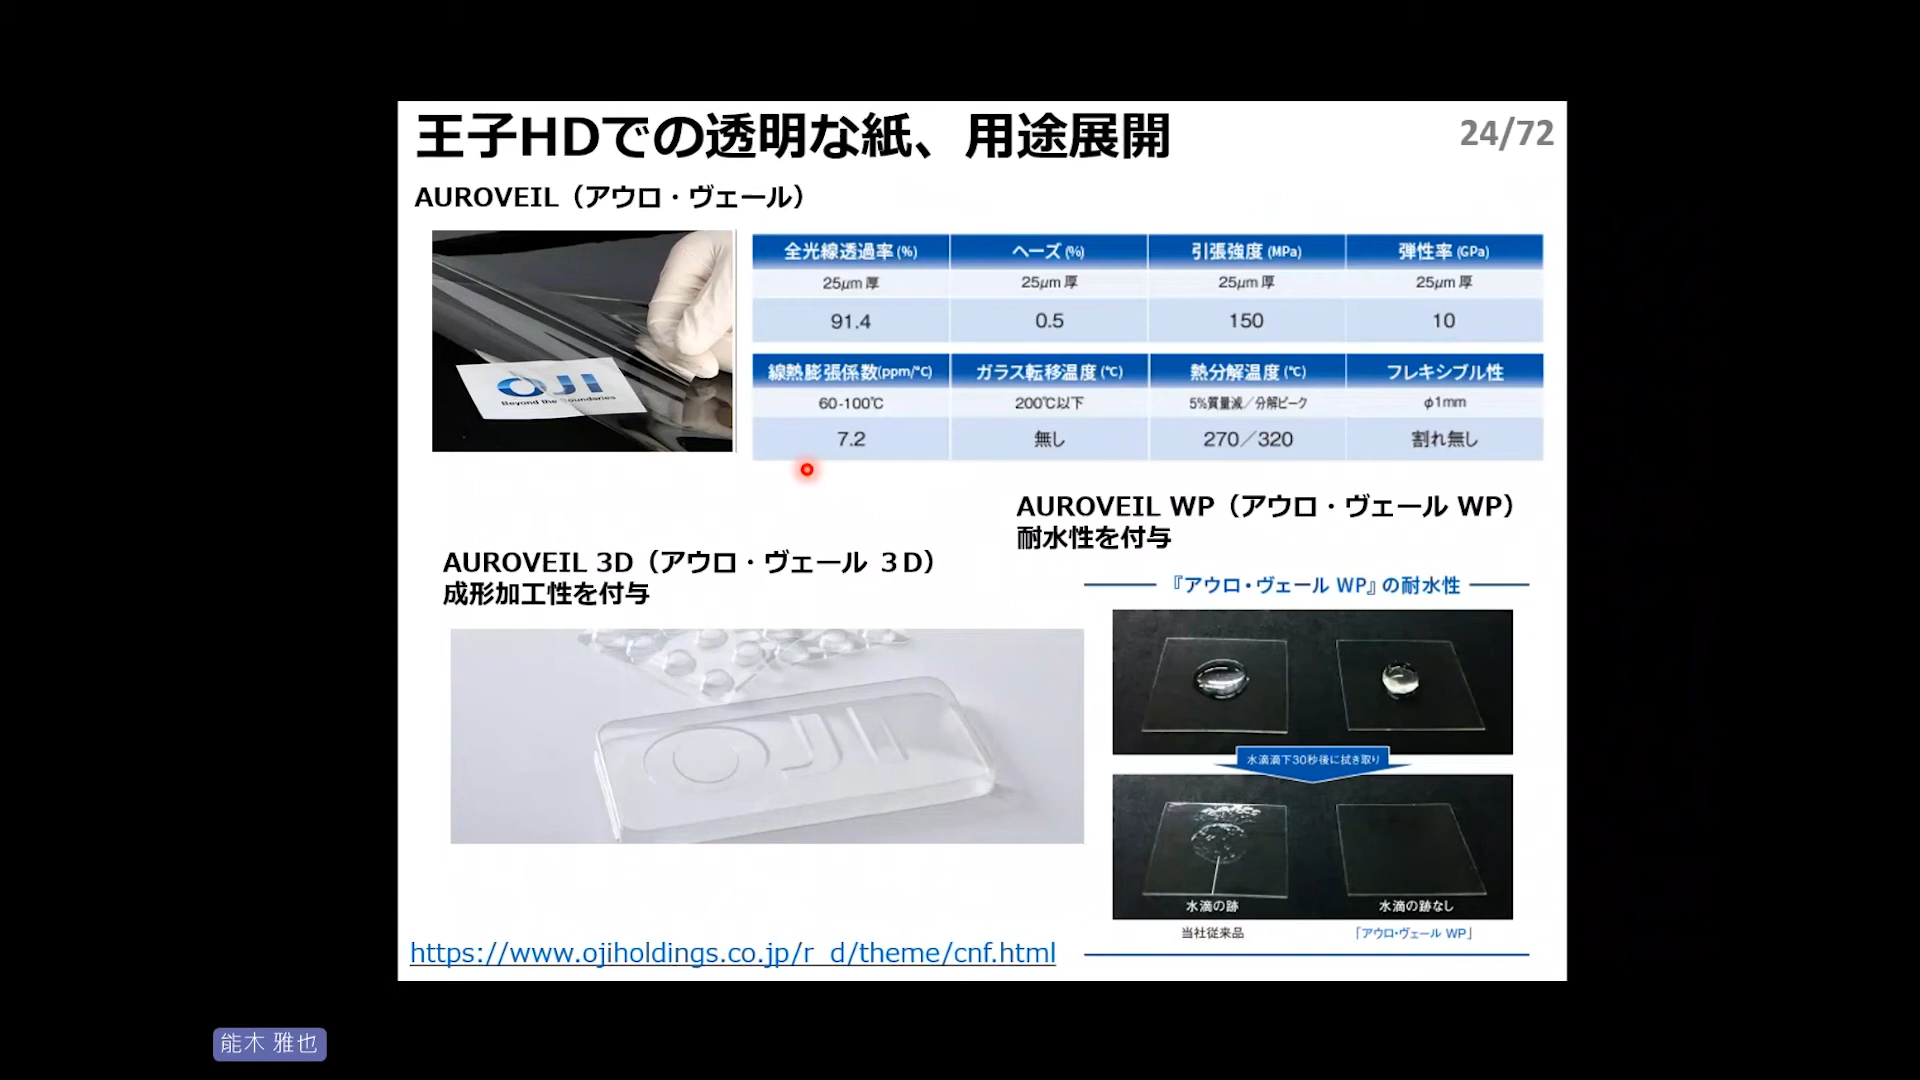 王子HDでの透明な紙、用途展開
24/72
AUROVEIL（アウロ・ヴェール）
OJI
Beyond the Boundaries
全光線透過率(%) ヘーズ(%) 引張強度(MPa) 弾性率(GPa)
25μm厚 25μm厚 25μm厚 25μm厚
91.4 0.5 150 10
線熱膨張係数(ppm/℃) ガラス転移温度(℃) 熱分解温度(℃) フレキシブル性
60-100℃ 200℃以下 5%質量減／分解ピーク φ1mm
7.2 無し 270／320 割れ無し
AUROVEIL WP（アウロ・ヴェール WP）
耐水性を付与
AUROVEIL 3D（アウロ・ヴェール ３D）
成形加工性を付与
『アウロ・ヴェール WP』の耐水性
OJI
水滴滴下30秒後に拭き取り
水滴の跡 水滴の跡なし
当社従来品 「アウロ・ヴェール WP」
https://www.ojiholdings.co.jp/r_d/theme/cnf.html
能木 雅也